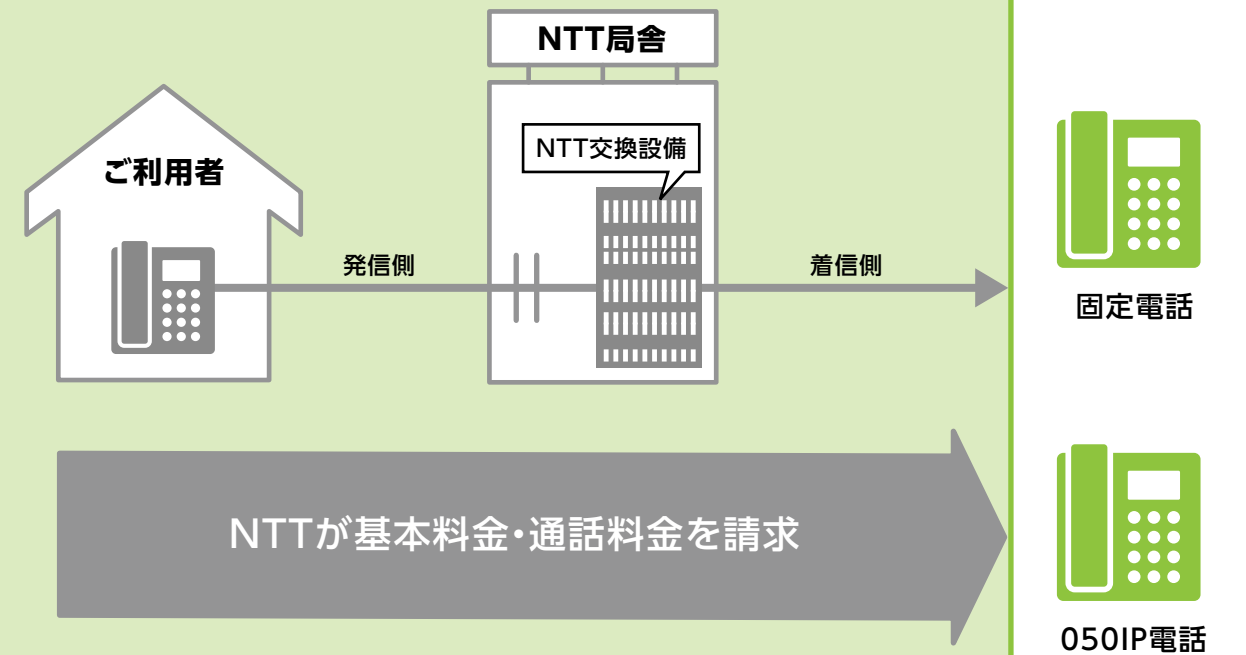 NTT局舎
NTT交換設備
ご利用者
発信側
着信側
固定電話
NTTが基本料金・通話料金を請求
050IP電話